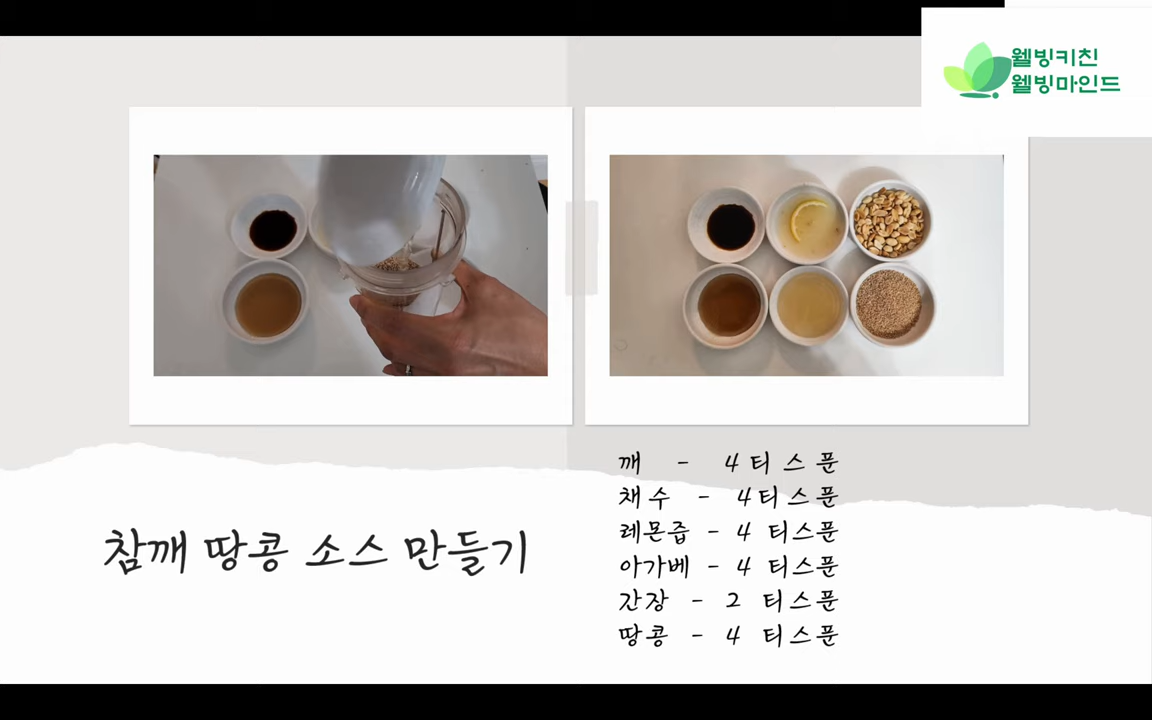 웰빙키친
웰빙마인드
참깨 땅콩 소스 만들기
깨 - 4티스푼
채수 - 4티스푼
레몬즙 - 4 티스푼
아가베 - 4 티스푼
간장 - 2 티스푼
땅콩 - 4 티스푼